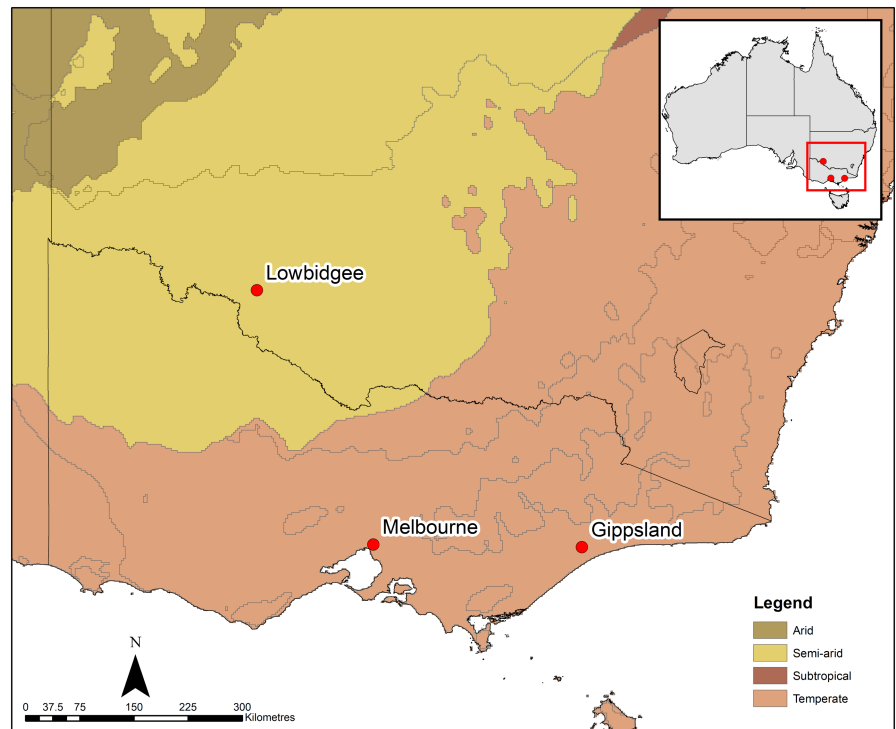 Lowbidgee
Melbourne
Gippsland
Legend
Arid
Semi-arid
Subtropical
Temperate
N
0 37.5 75 150 225 300
Kilometres